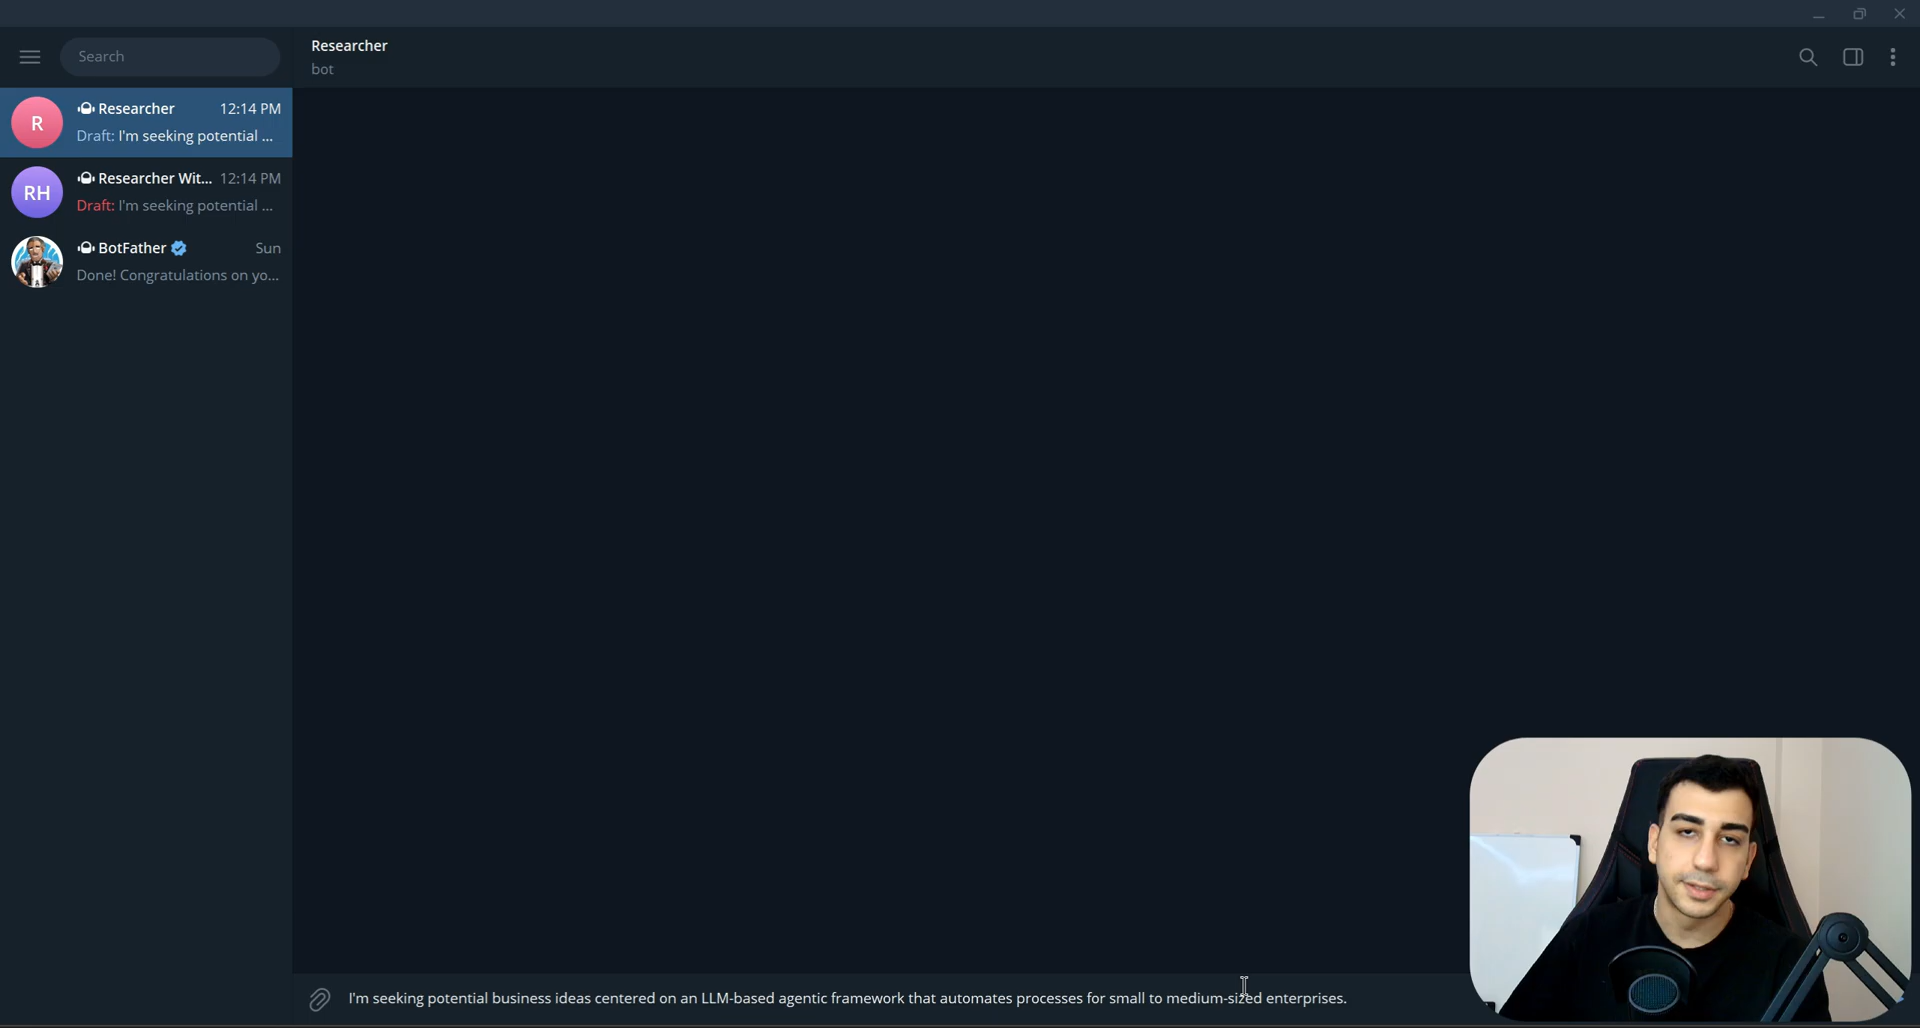 Search
Researcher
bot
R
Researcher 12:14 PM
Draft: I'm seeking potential ...
RH
Researcher Wit... 12:14 PM
Draft: I'm seeking potential ...
BotFather Sun
Done! Congratulations on yo...
I'm seeking potential business ideas centered on an LLM-based agentic framework that automates processes for small to medium-sized enterprises.